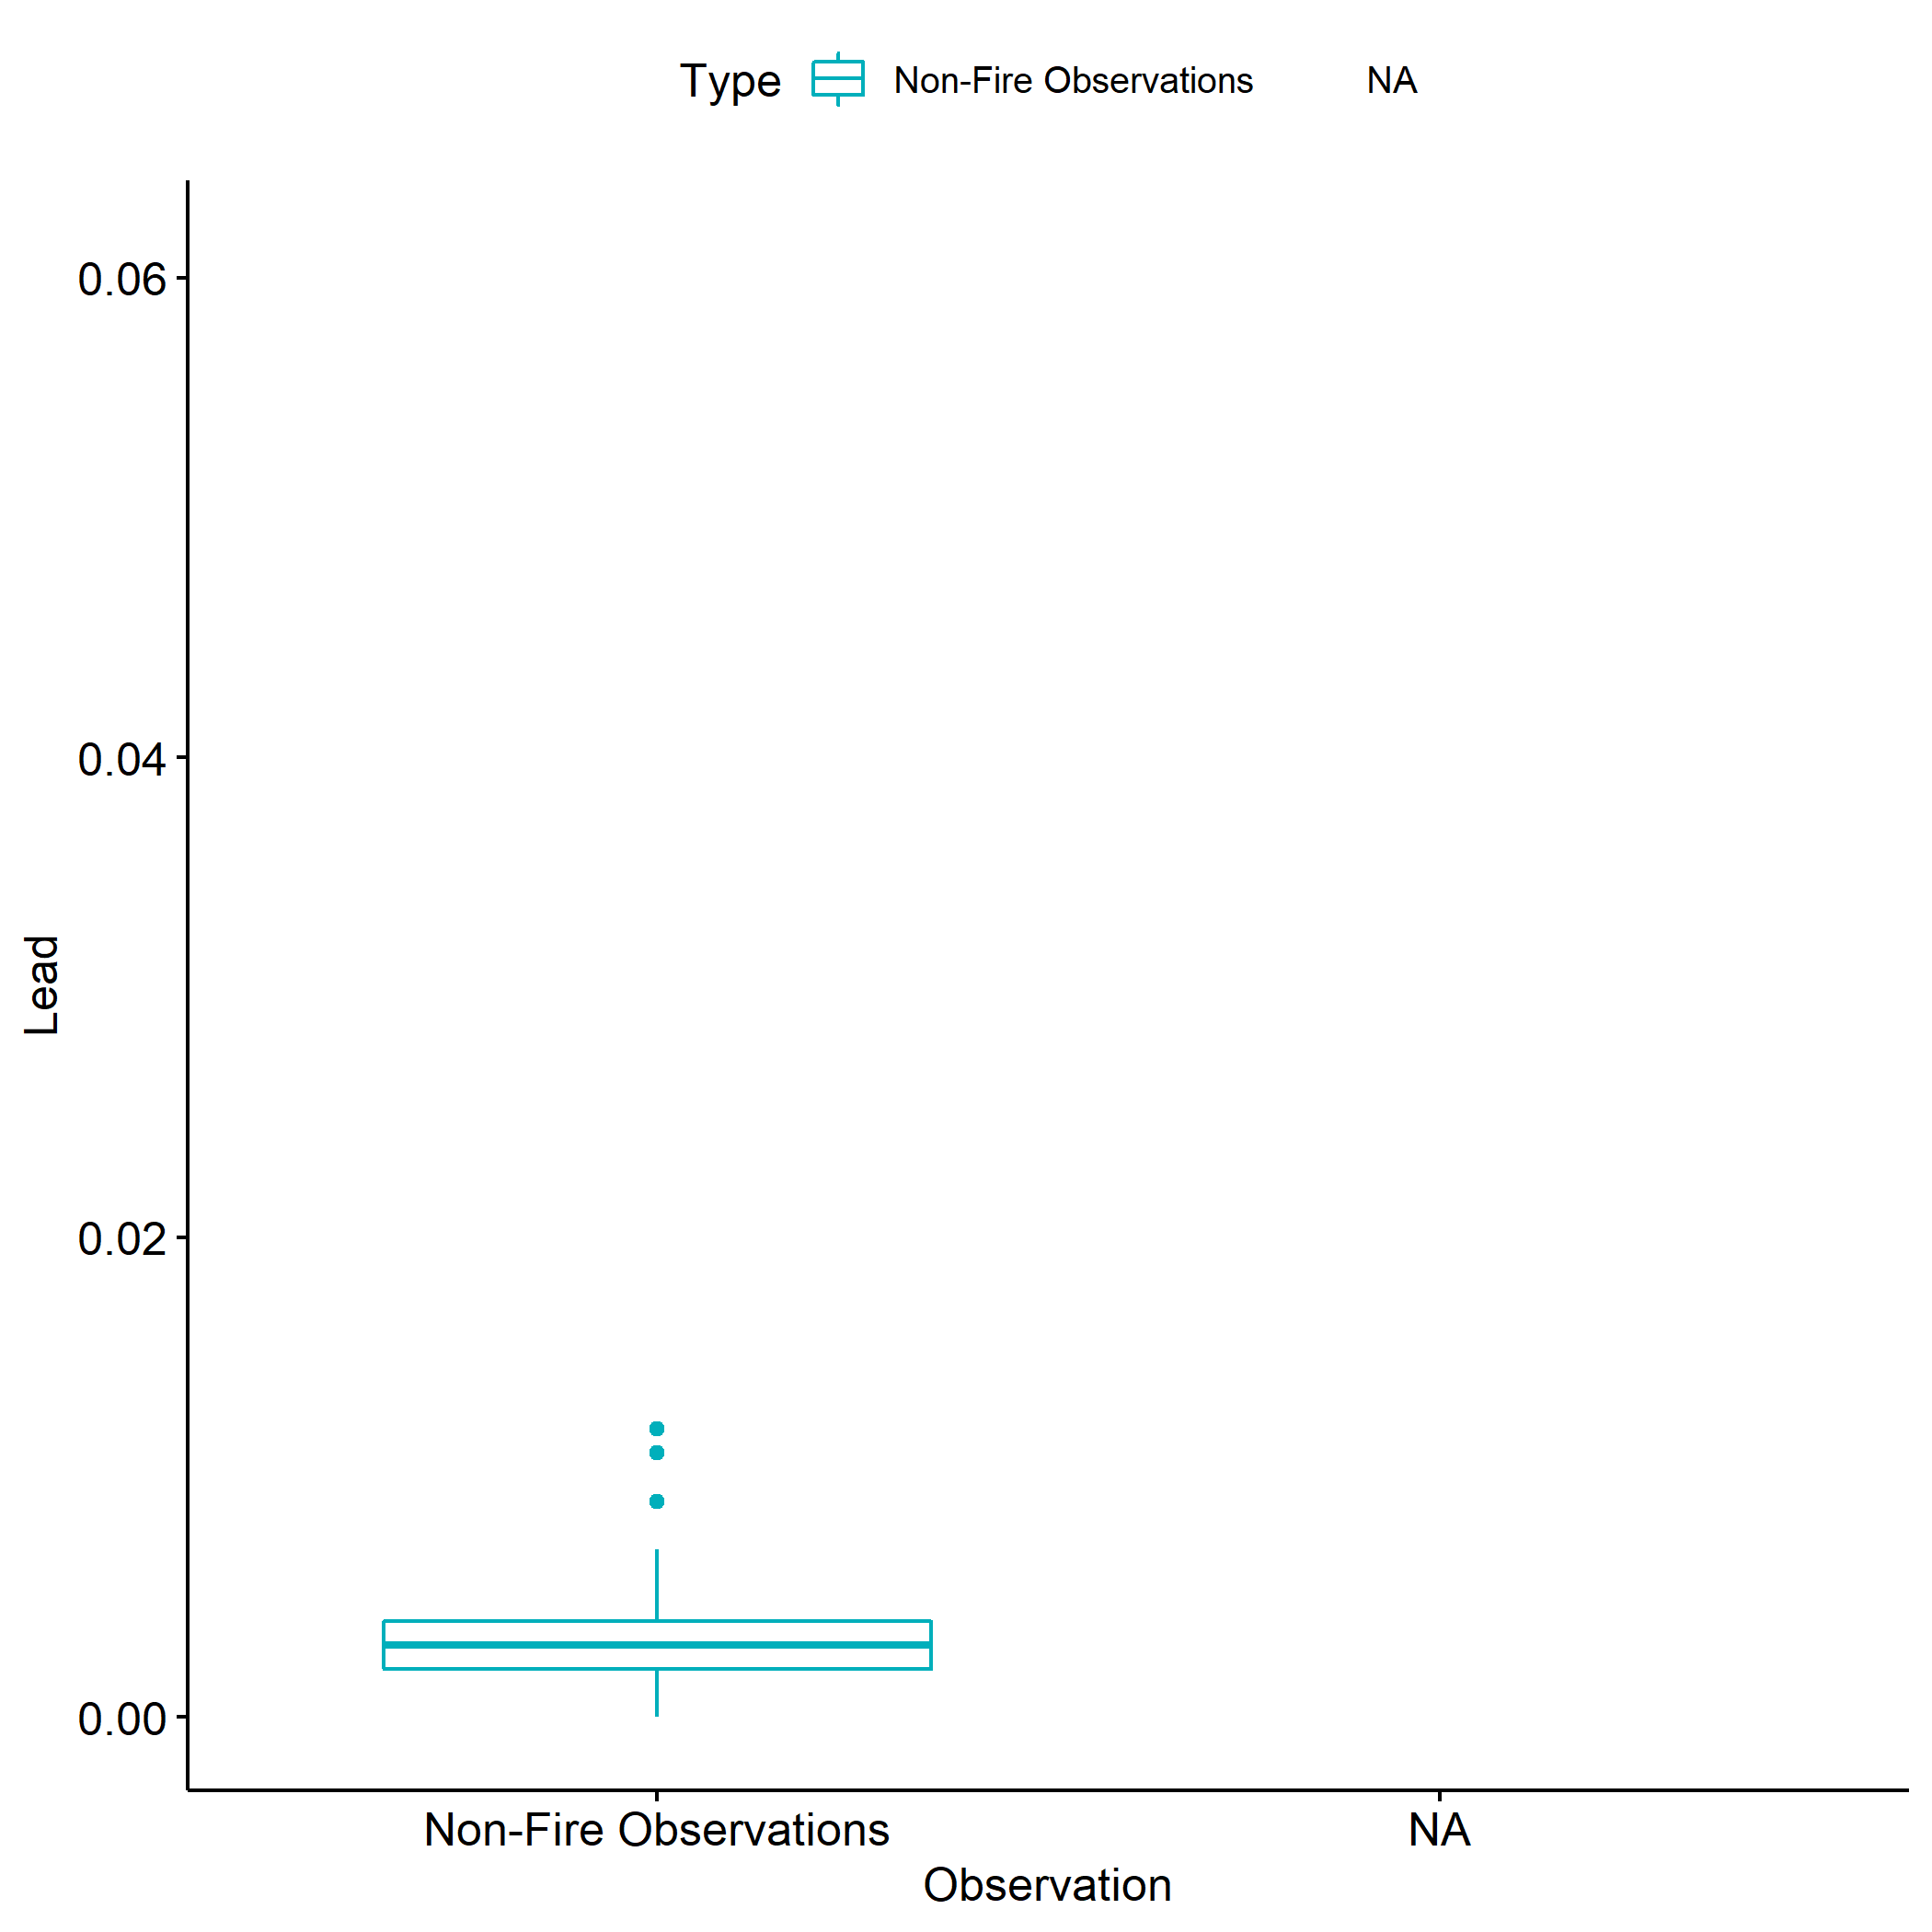 Type Non-Fire Observations NA
0.06
0.04
0.02
0.00
Lead
Non-Fire Observations NA
Observation